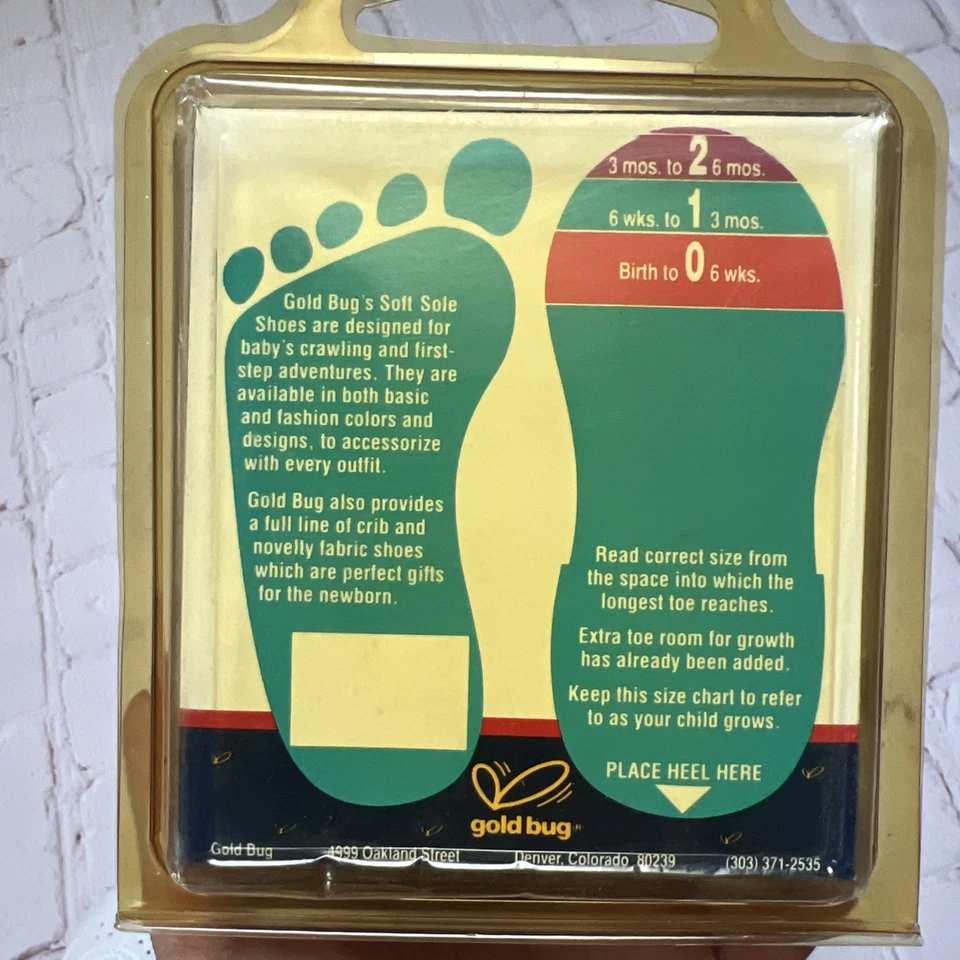 Gold Bug's Soft Sole
Shoes are designed for
baby's crawling and first-
step adventures. They are
available in both basic
and fashion colors and
designs, to accessorize
with every outfit.
Gold Bug also provides
a full line of crib and
novelty fabric shoes
which are perfect gifts
for the newborn.
3 mos. to 2 6 mos.
6 wks. to 1 3 mos.
Birth to 0 6 wks.
Read correct size from
the space into which the
longest toe reaches.
Extra toe room for growth
has already been added.
Keep this size chart to refer
to as your child grows.
PLACE HEEL HERE
gold bug
Gold Bug 4999 Oakland Street Denver, Colorado 80239 (303) 371-2535